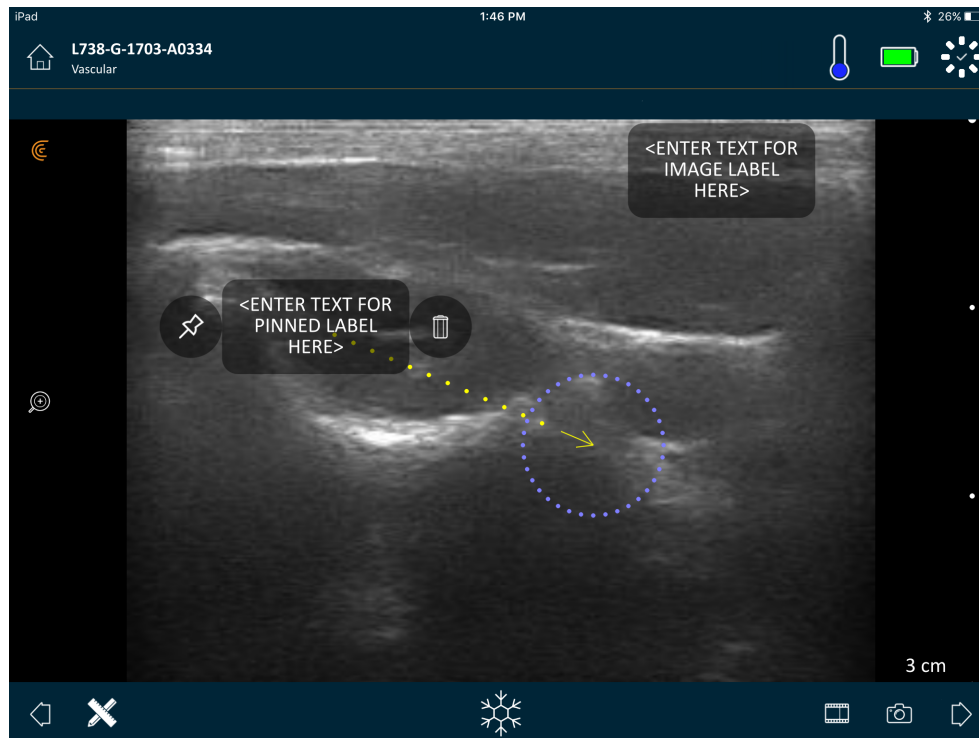 iPad
1:46 PM
26%
L738-G-1703-A0334
Vascular
<ENTER TEXT FOR
IMAGE LABEL
HERE>
<ENTER TEXT FOR
PINNED LABEL
HERE>
3 cm